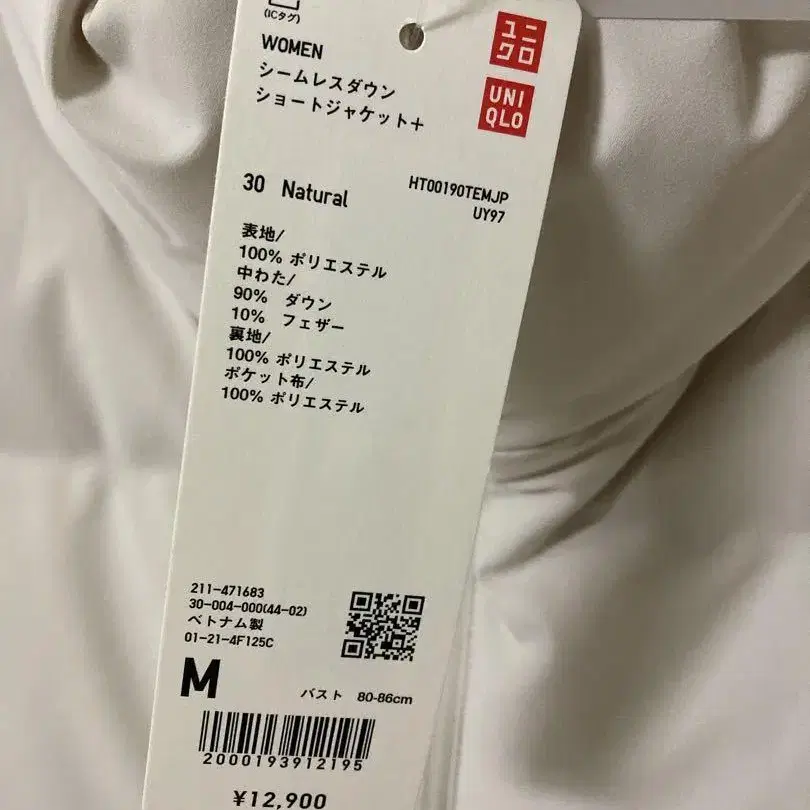 (ICタグ)
ユニ
クロ
UNI
QLO
WOMEN
シームレスダウン
ショートジャケット+
30 Natural
HT00190TEMJP
UY97
表地/
100% ポリエステル
中わた/
90% ダウン
10% フェザー
裏地/
100% ポリエステル
ポケット布/
100% ポリエステル
211-471683
30-004-000(44-02)
ベトナム製
01-21-4F125C
M
バスト 80-86cm
2000193912195
¥12,900